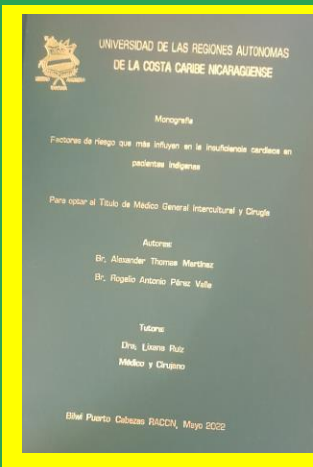 UNIVERSIDAD DE LAS REGIONES AUTONOMAS
DE LA COSTA CARIBE NICARAGÜENSE
Monografía
Factores de riesgo que más influyen en la insuficiencia cardíaca en
pacientes indígenas
Para optar al Título de Médico General Intercultural y Cirugía
Autores:
Br, Alexander Thomas Martínez
Br, Rogelio Antonio Pérez Valle
Tutora:
Dra, Lixana Ruiz
Médico y Cirujano
Bilwi Puerto Cabezas RACCN, Mayo 2022